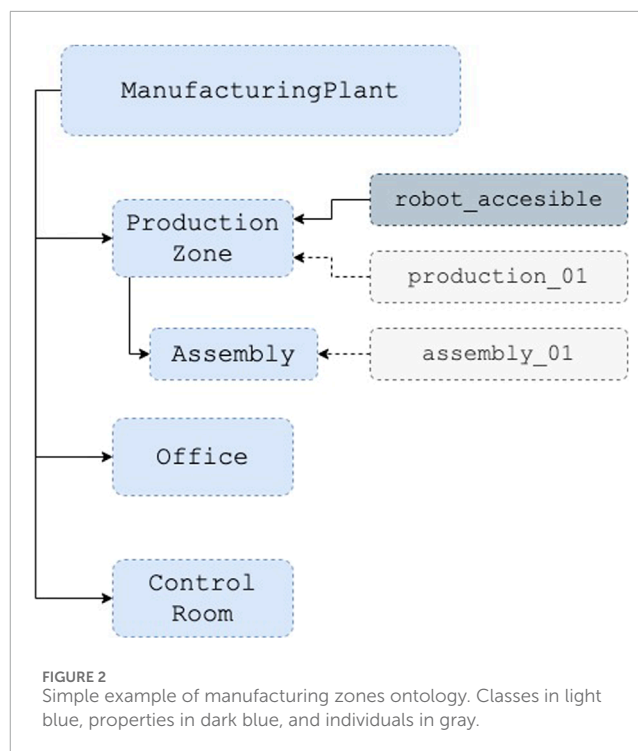 ManufacturingPlant
robot_accesible
Production
Zone
production_01
Assembly
assembly_01
Office
Control
Room
FIGURE 2
Simple example of manufacturing zones ontology. Classes in light
blue, properties in dark blue, and individuals in gray.